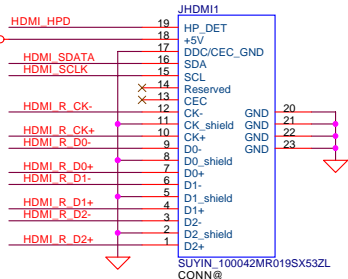 JHDMI1
HDMI_HPD 19 HP_DET
18 +5V
17 DDC/CEC_GND
HDMI_SDATA 16 SDA
HDMI_SCLK 15 SCL
14 Reserved
13 CEC
HDMI_R_CK- 12 CK- GND 20
11 CK_shield GND 21
HDMI_R_CK+ 10 CK+ GND 22
HDMI_R_D0- 9 D0- GND 23
8 D0_shield
HDMI_R_D0+ 7 D0+
HDMI_R_D1- 6 D1-
5 D1_shield
HDMI_R_D1+ 4 D1+
HDMI_R_D2- 3 D2-
2 D2_shield
HDMI_R_D2+ 1 D2+
SUYIN_100042MR019SX53ZL
CONN@